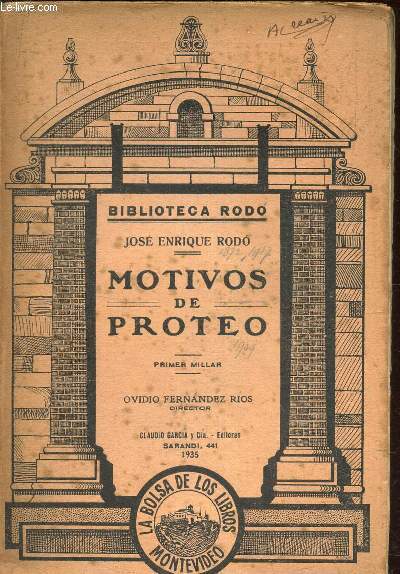 Le-livre.com
BIBLIOTECA RODO
JOSÉ ENRIQUE RODÓ
MOTIVOS
DE
PROTEO
PRIMER MILLAR
OVIDIO FERNÁNDEZ RIOS
DIRECTOR
CLAUDIO GARCIA y Cía. - Editores
SARANDI, 441
1935
LA BOLSA DE LOS LIBROS
MONTEVIDEO